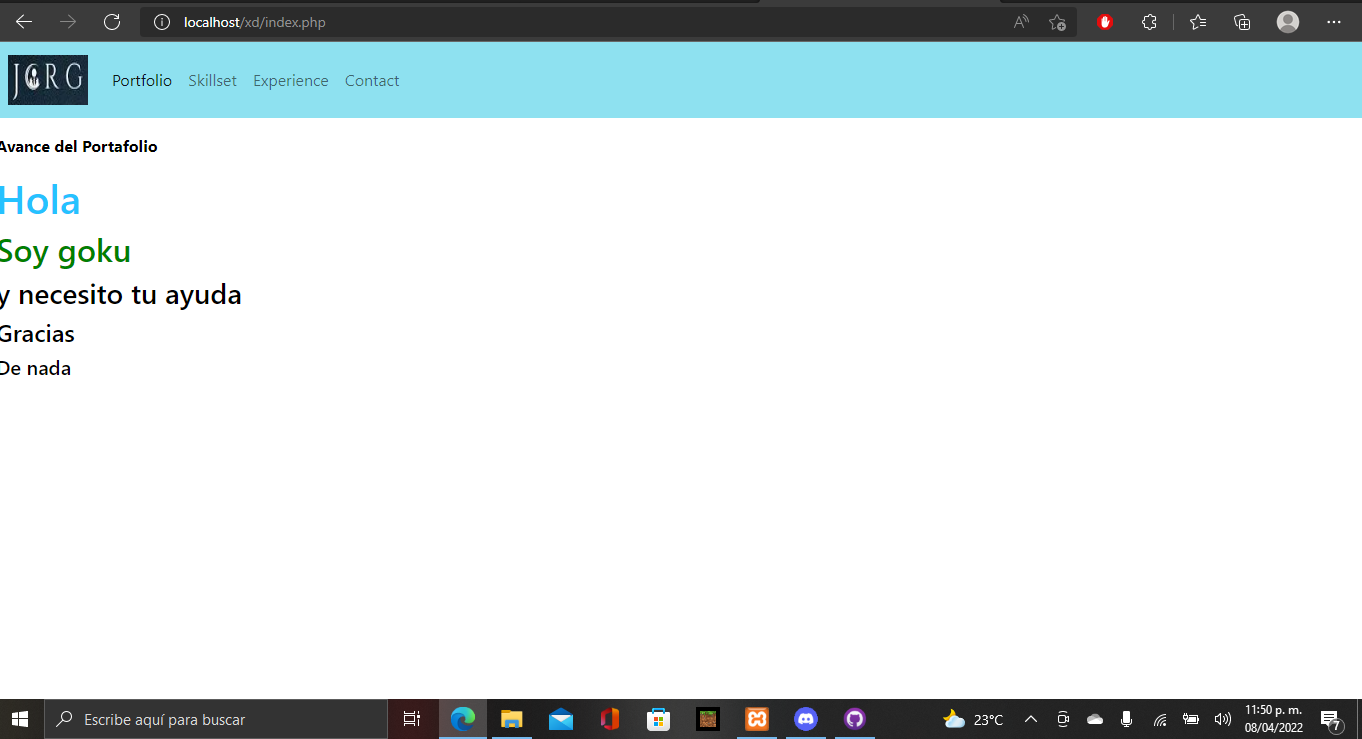 localhost/xd/index.php
JORG
Portfolio Skillset Experience Contact
Avance del Portafolio
Hola
Soy goku
y necesito tu ayuda
Gracias
De nada
Escribe aquí para buscar
23°C
11:50 p. m.
08/04/2022
7